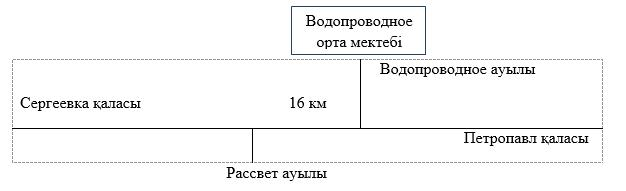 Водопроводное
орта мектебі
Водопроводное ауылы
Сергеевка қаласы 16 км
Петропавл қаласы
Рассвет ауылы